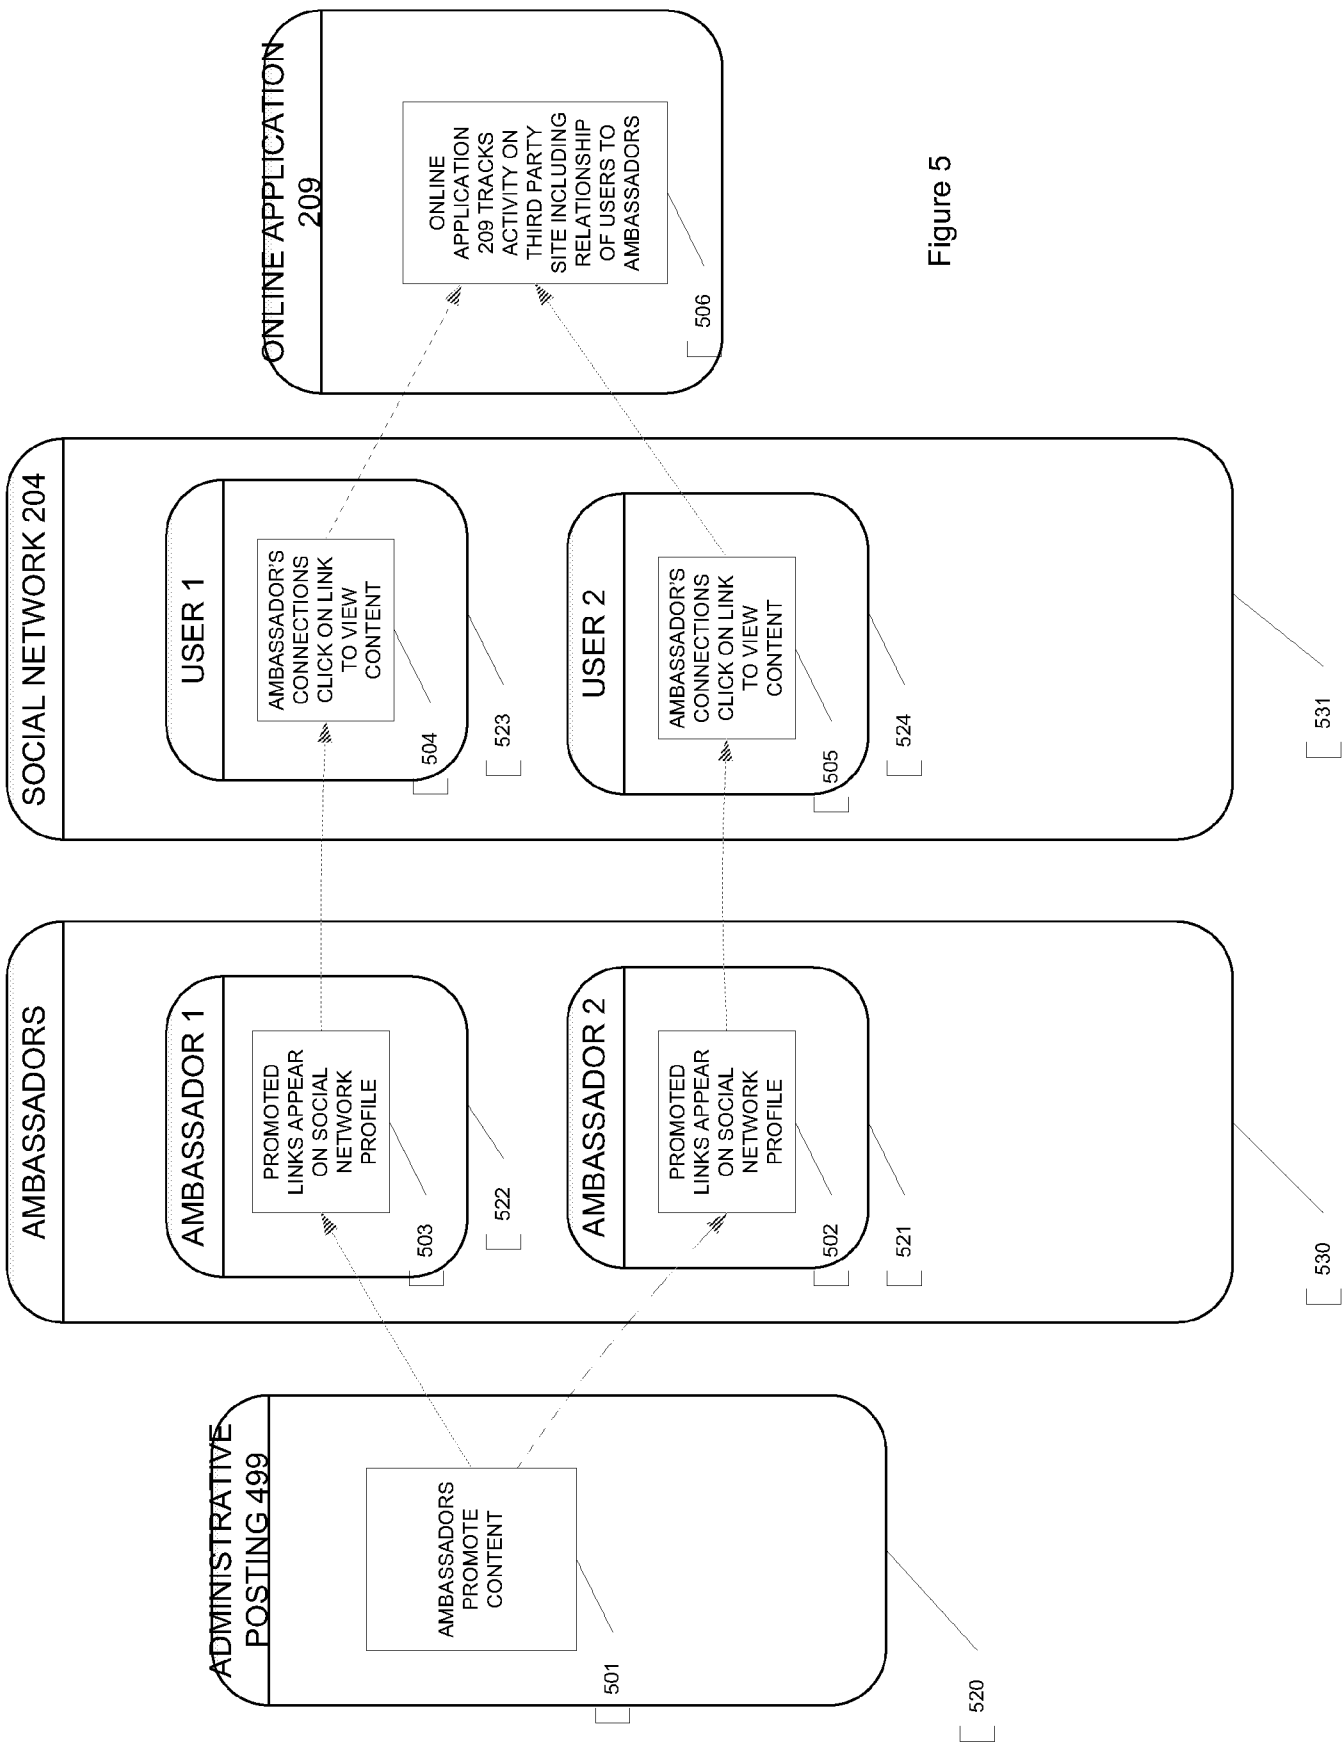 ADMINISTRATIVE
POSTING 499
AMBASSADORS
PROMOTE
CONTENT
501
520
AMBASSADORS
AMBASSADOR 1
PROMOTED
LINKS APPEAR
ON SOCIAL
NETWORK
PROFILE
503
522
AMBASSADOR 2
PROMOTED
LINKS APPEAR
ON SOCIAL
NETWORK
PROFILE
502
521
530
SOCIAL NETWORK 204
USER 1
AMBASSADOR'S
CONNECTIONS
CLICK ON LINK
TO VIEW
CONTENT
504
523
USER 2
AMBASSADOR'S
CONNECTIONS
CLICK ON LINK
TO VIEW
CONTENT
505
524
531
ONLINE APPLICATION
209
ONLINE
APPLICATION
209 TRACKS
ACTIVITY ON
THIRD PARTY
SITE INCLUDING
RELATIONSHIP
OF USERS TO
AMBASSADORS
506
Figure 5